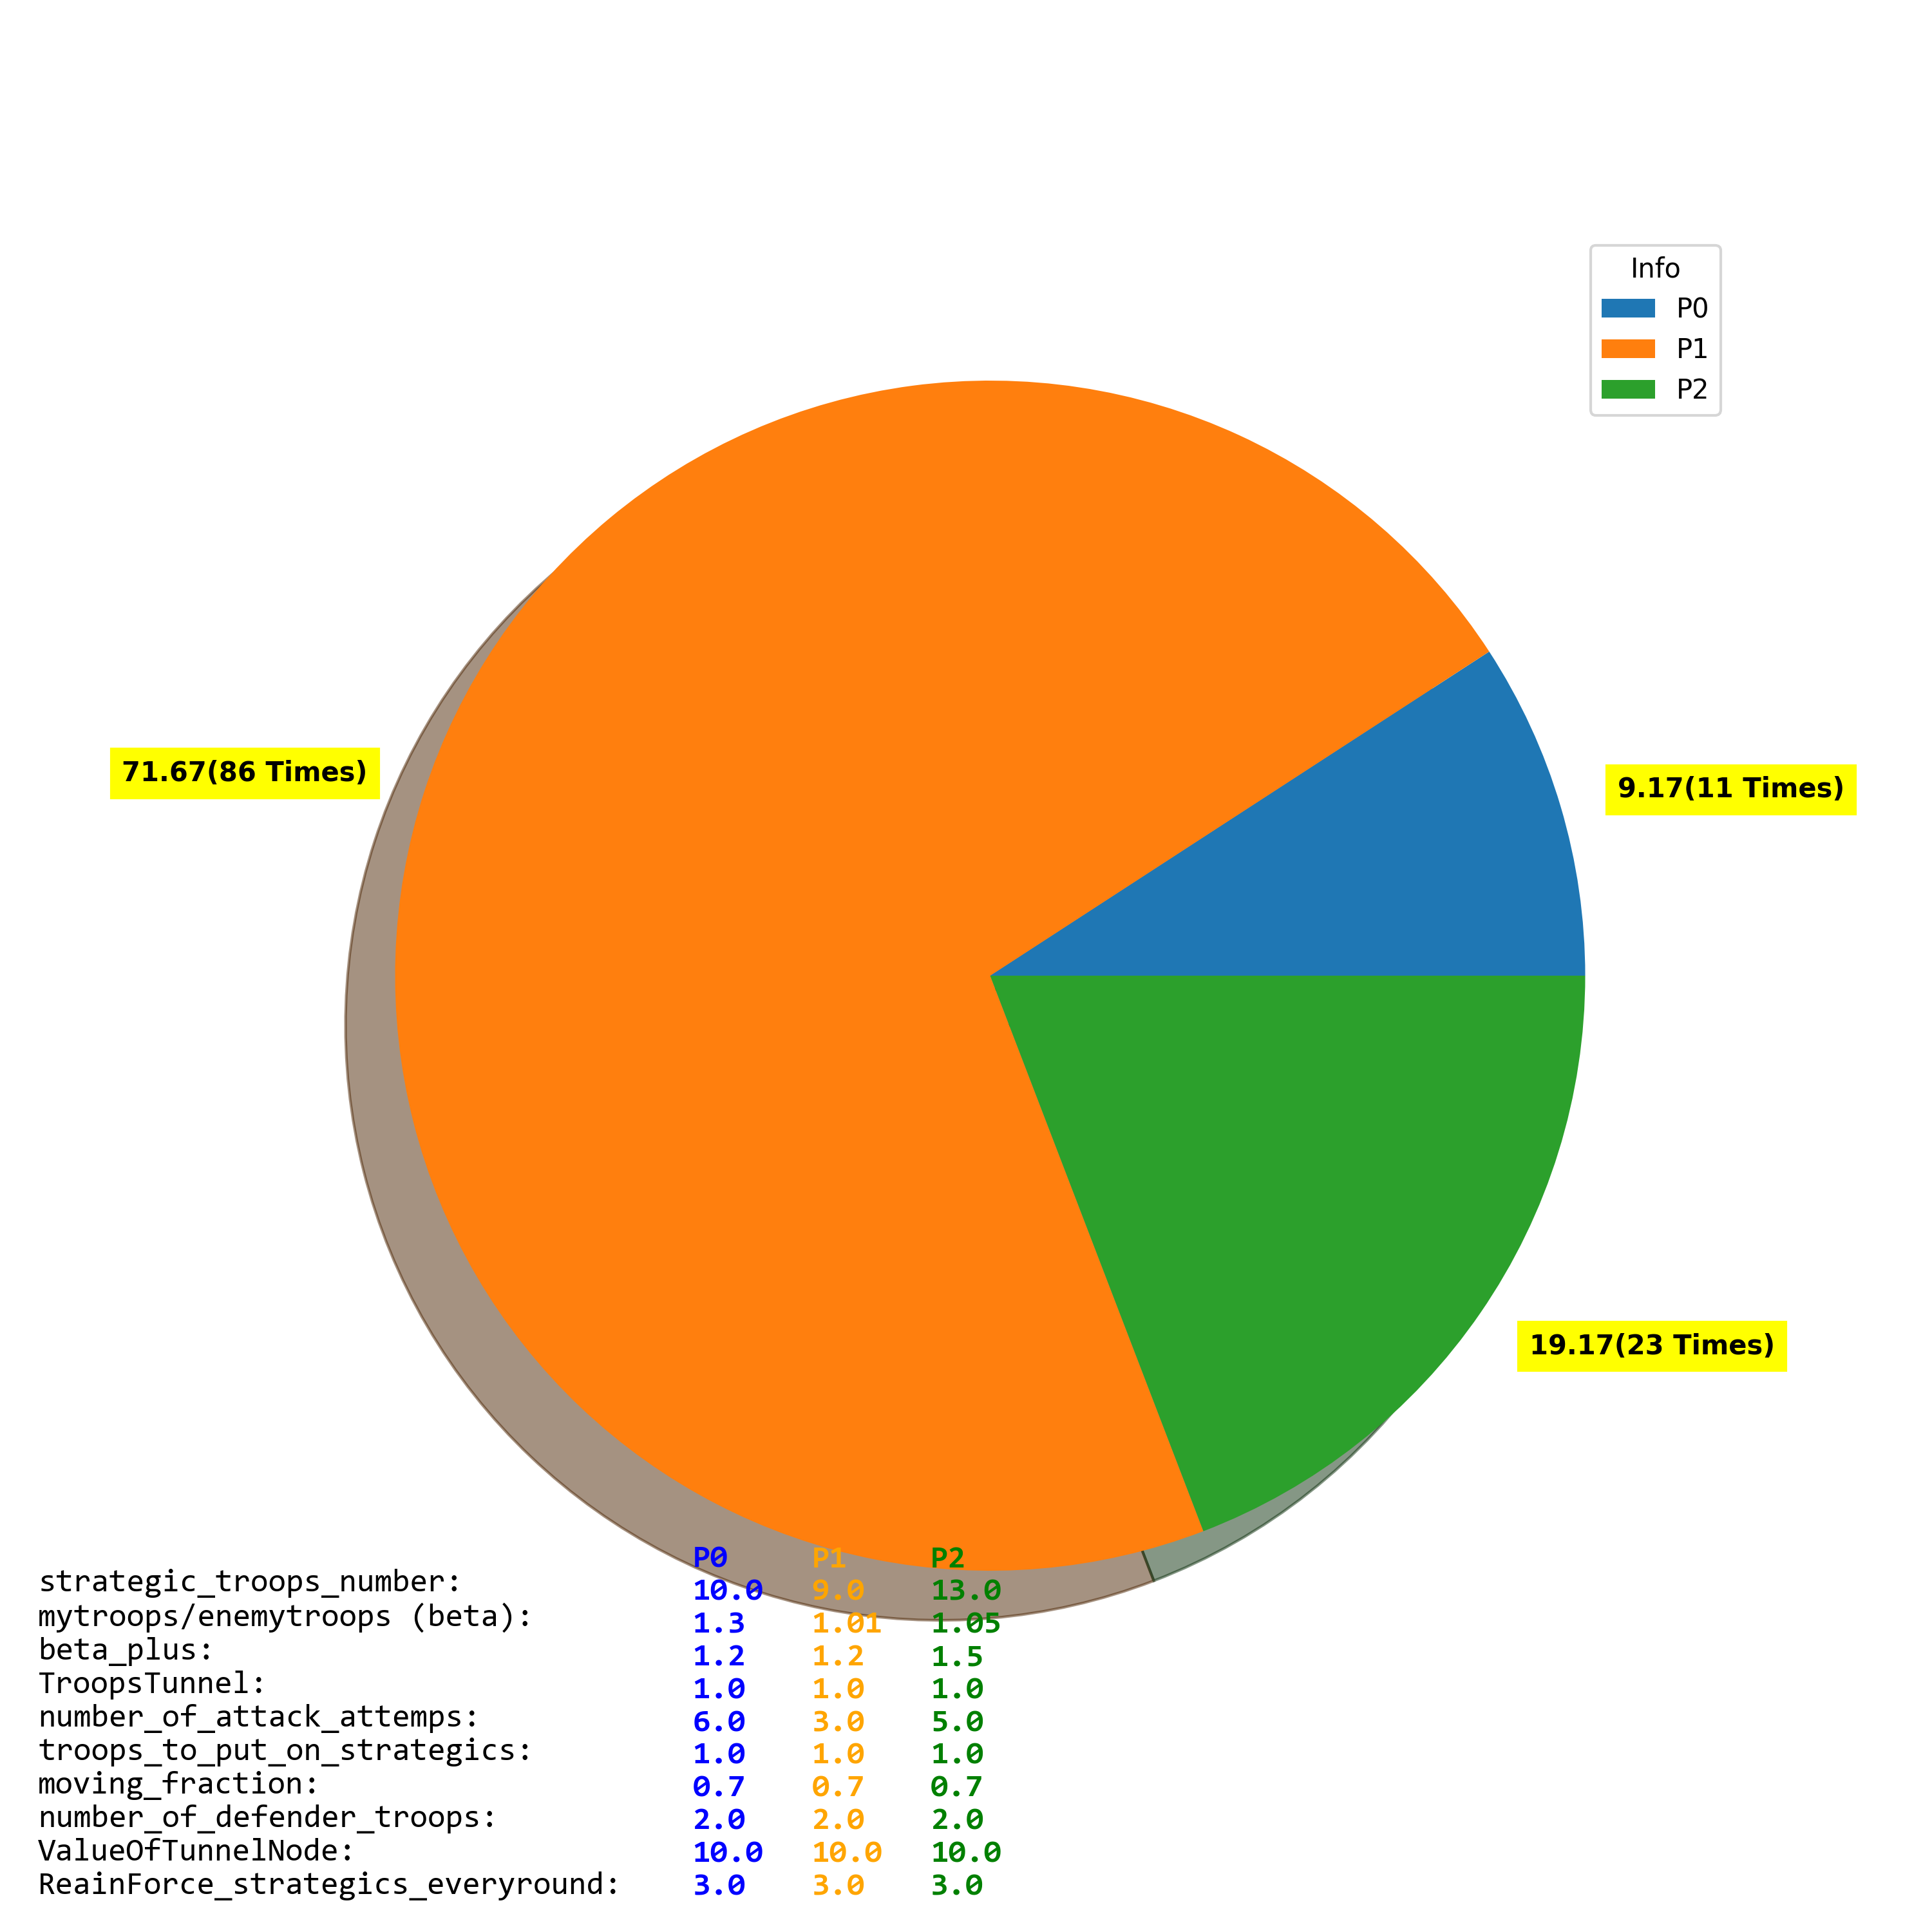 Info
P0
P1
P2
71.67(86 Times)
9.17(11 Times)
19.17(23 Times)
P0 P1 P2
strategic_troops_number: 10.0 9.0 13.0
mytroops/enemytroops (beta): 1.3 1.01 1.05
beta_plus: 1.2 1.2 1.5
TroopsTunnel: 1.0 1.0 1.0
number_of_attack_attemps: 6.0 3.0 5.0
troops_to_put_on_strategics: 1.0 1.0 1.0
moving_fraction: 0.7 0.7 0.7
number_of_defender_troops: 2.0 2.0 2.0
ValueOfTunnelNode: 10.0 10.0 10.0
ReainForce_strategics_everyround: 3.0 3.0 3.0